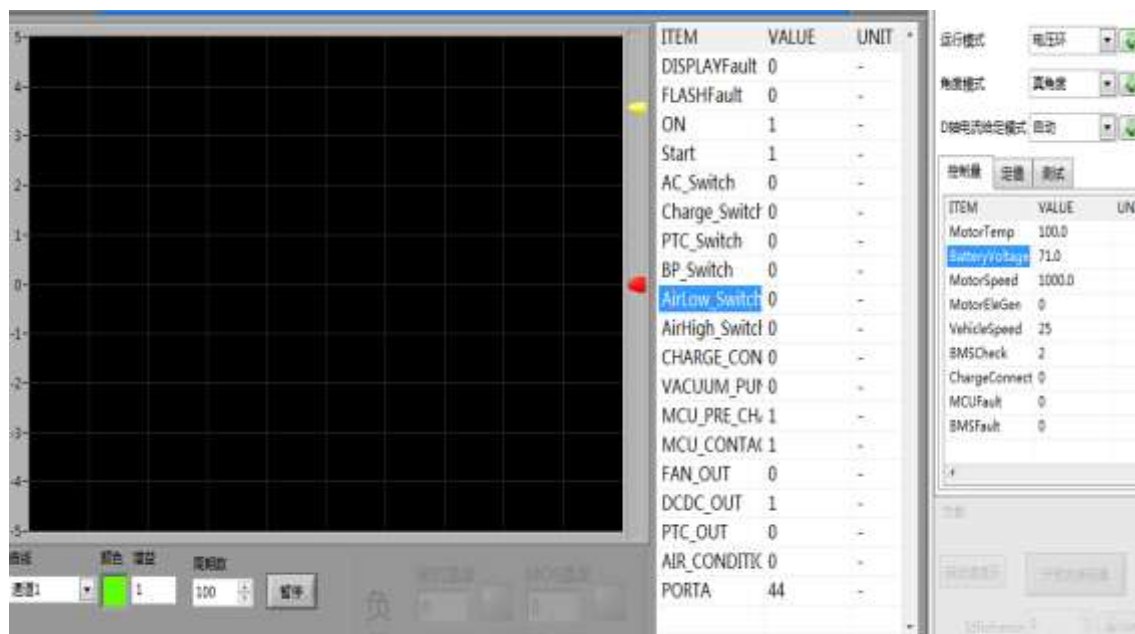 5
4
3
2
1
0
-1
-2
-3
-4
-5
ITEM VALUE UNIT
DISPLAYFault 0 -
FLASHFault 0 -
ON 1 -
Start 1 -
AC_Switch 0 -
Charge_Switch 0 -
PTC_Switch 0 -
BP_Switch 0 -
AirLow_Switch 0 -
AirHigh_Switch 0 -
CHARGE_CON 0 -
VACUUM_PUM 0 -
MCU_PRE_CH 1 -
MCU_CONTA 1 -
FAN_OUT 0 -
DCDC_OUT 1 -
PTC_OUT 0 -
AIR_CONDITIC 0 -
PORTA 44 -
运行模式 电压环
角度模式 真角度
D轴电流给定模式 自动
控制量 定值 测试
ITEM VALUE UN
MotorTemp 100.0
BatteryVoltage 71.0
MotorSpeed 1000.0
MotorEleGen 0
VehicleSpeed 25
BMSCheck 2
ChargeConnect 0
MCUFault 0
BMSFault 0
曲线 颜色 增益 周期数
通道1 1 100 暂停
负